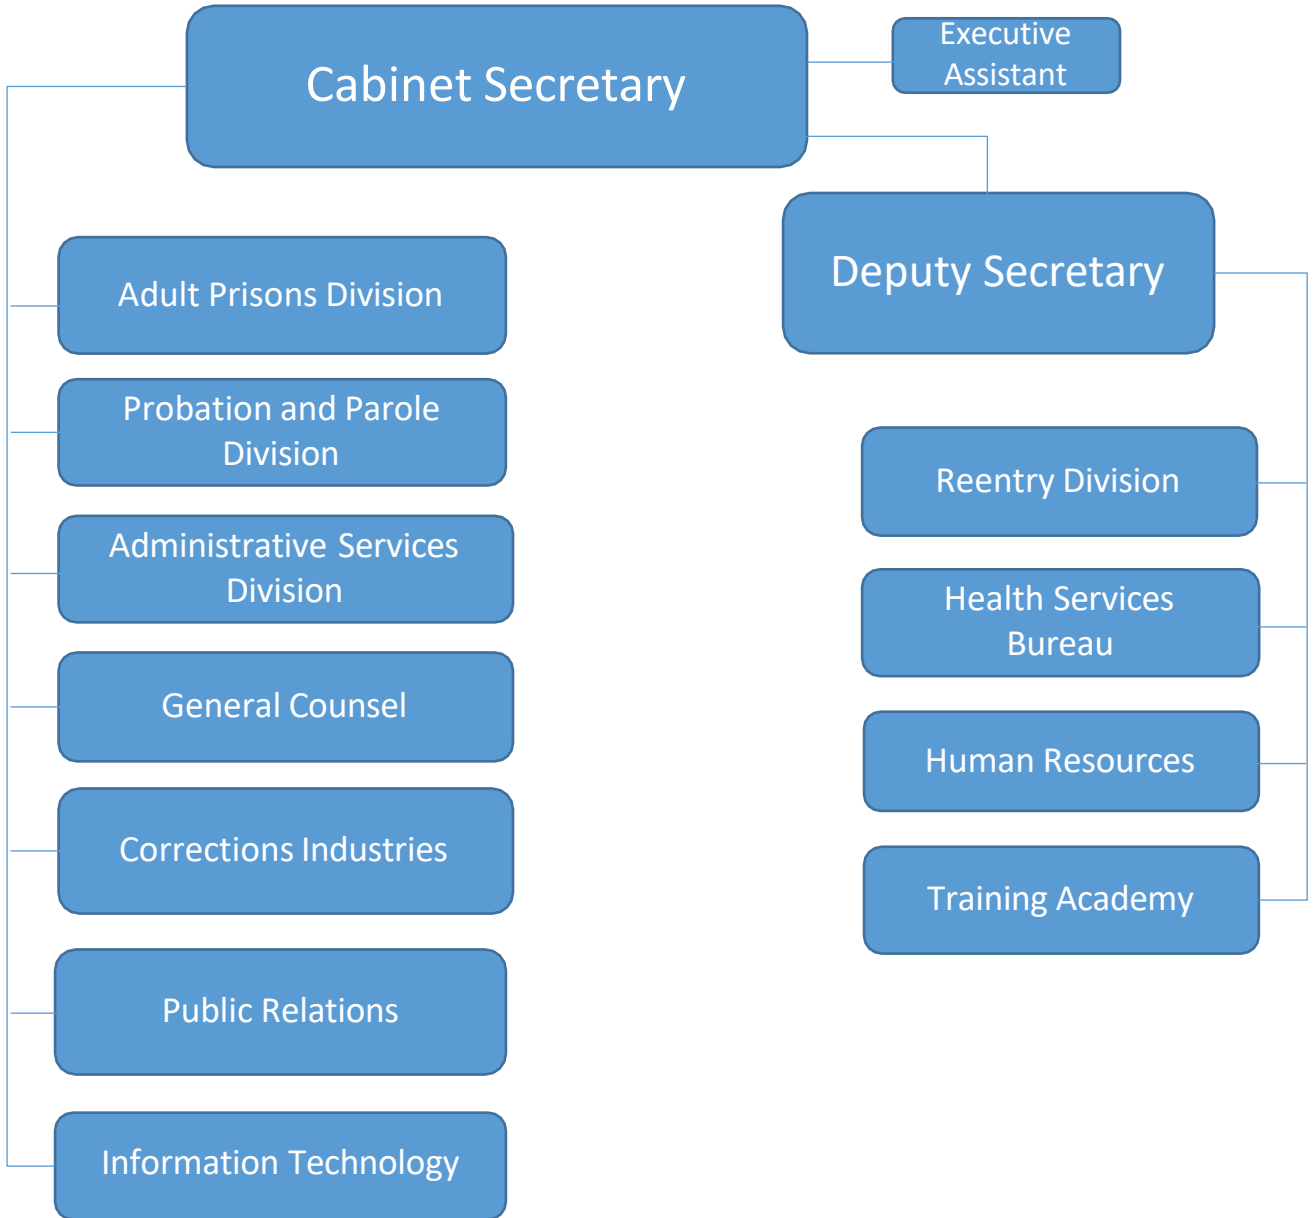 Cabinet Secretary
Executive
Assistant
Deputy Secretary
Adult Prisons Division
Probation and Parole
Division
Administrative Services
Division
General Counsel
Corrections Industries
Public Relations
Information Technology
Reentry Division
Health Services
Bureau
Human Resources
Training Academy